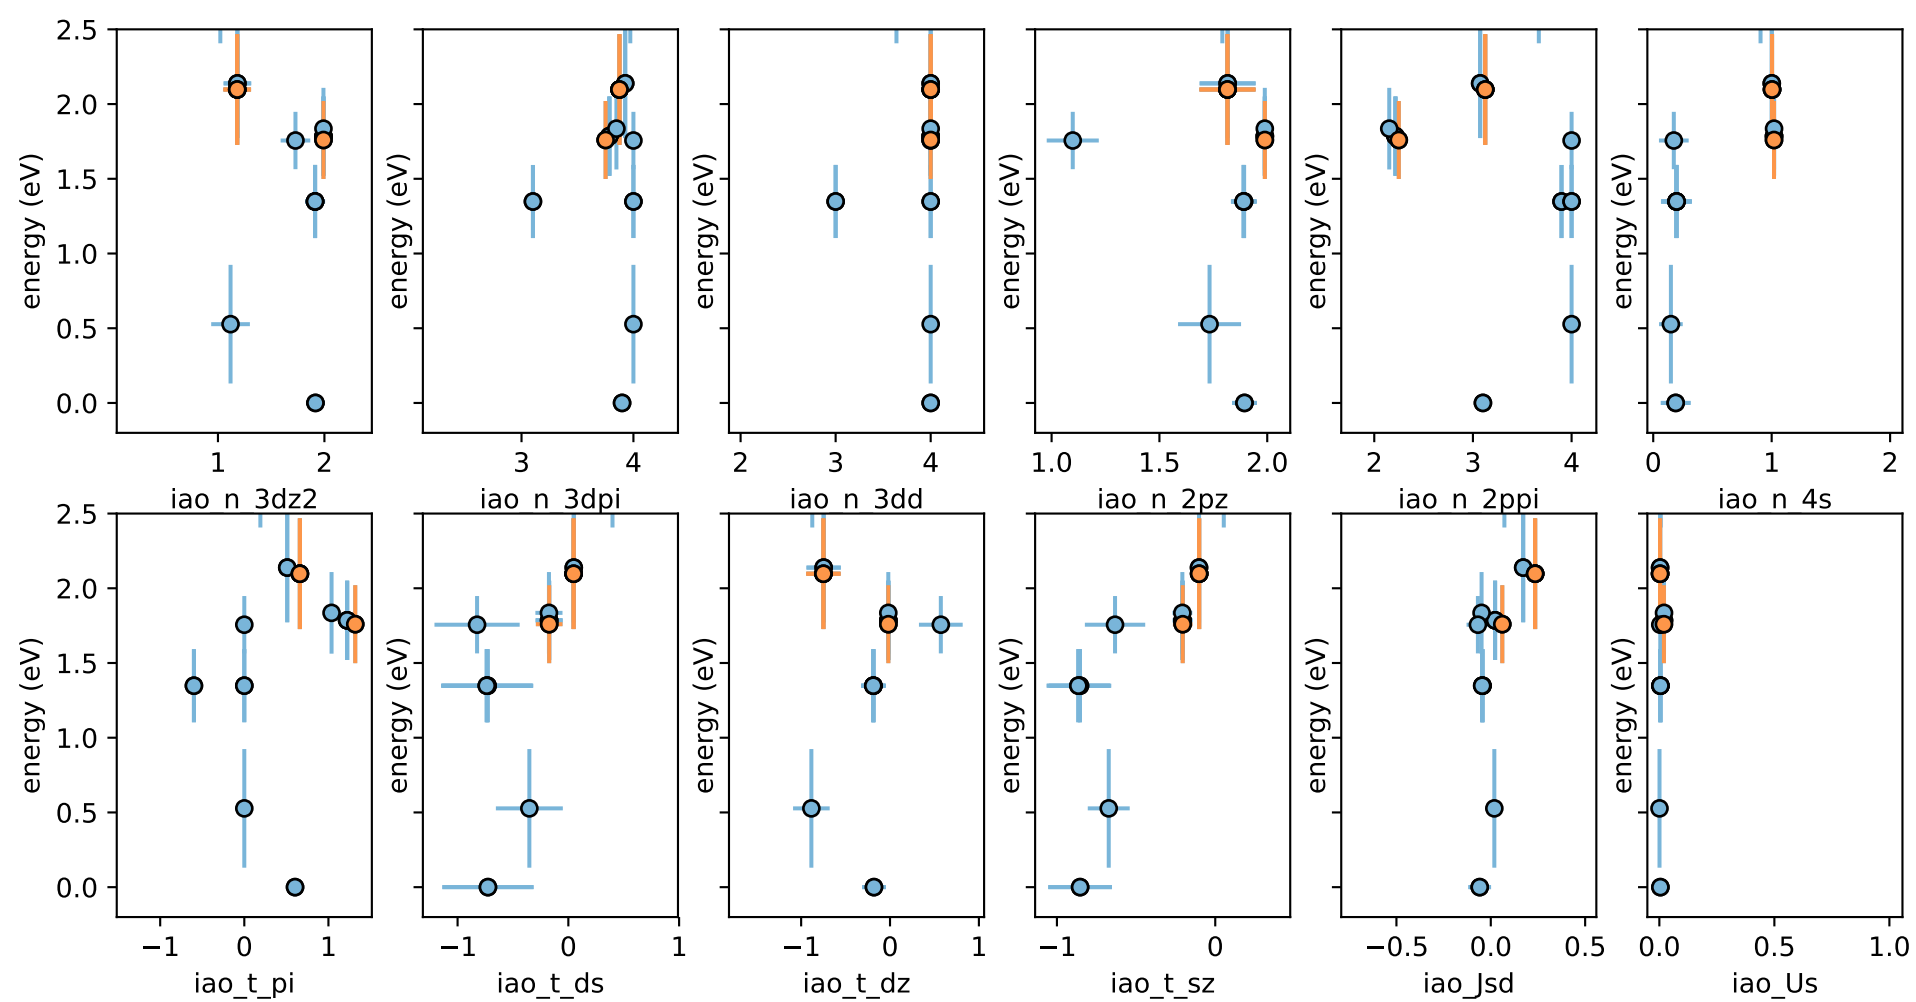 2.5
2.0
1.5
1.0
0.5
0.0
energy (eV) energy (eV) energy (eV) energy (eV) energy (eV) energy (eV)
1 2 3 4 2 3 4 1.0 1.5 2.0 2 3 4 0 1 2
iao_n_3dz2 iao_n_3dpi iao_n_3dd iao_n_2pz iao_n_2ppi iao_n_4s
2.5
2.0
1.5
1.0
0.5
0.0
energy (eV) energy (eV) energy (eV) energy (eV) energy (eV) energy (eV)
−1 0 1 −1 0 1 −1 0 1 −1 0 −0.5 0.0 0.5 0.0 0.5 1.0
iao_t_pi iao_t_ds iao_t_dz iao_t_sz iao_Jsd iao_Us